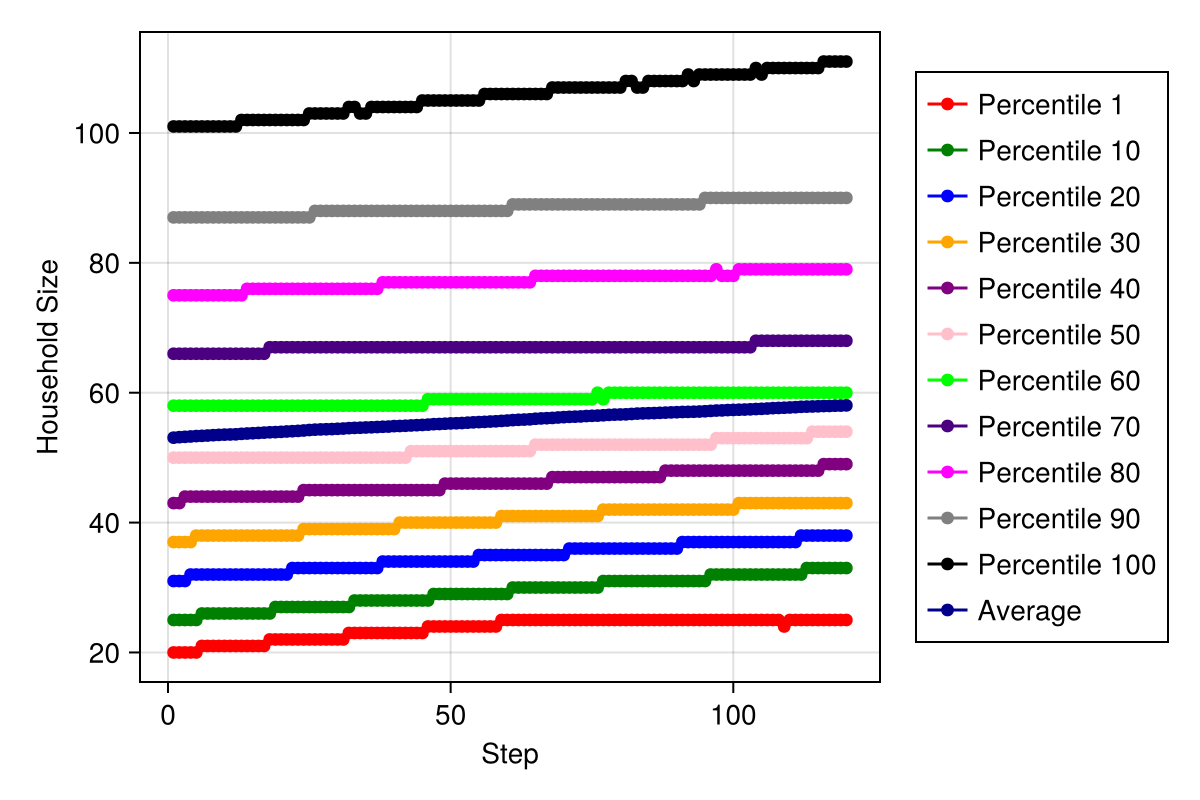 100
80
60
40
20
Household Size
0 50 100
Step
Percentile 1
Percentile 10
Percentile 20
Percentile 30
Percentile 40
Percentile 50
Percentile 60
Percentile 70
Percentile 80
Percentile 90
Percentile 100
Average